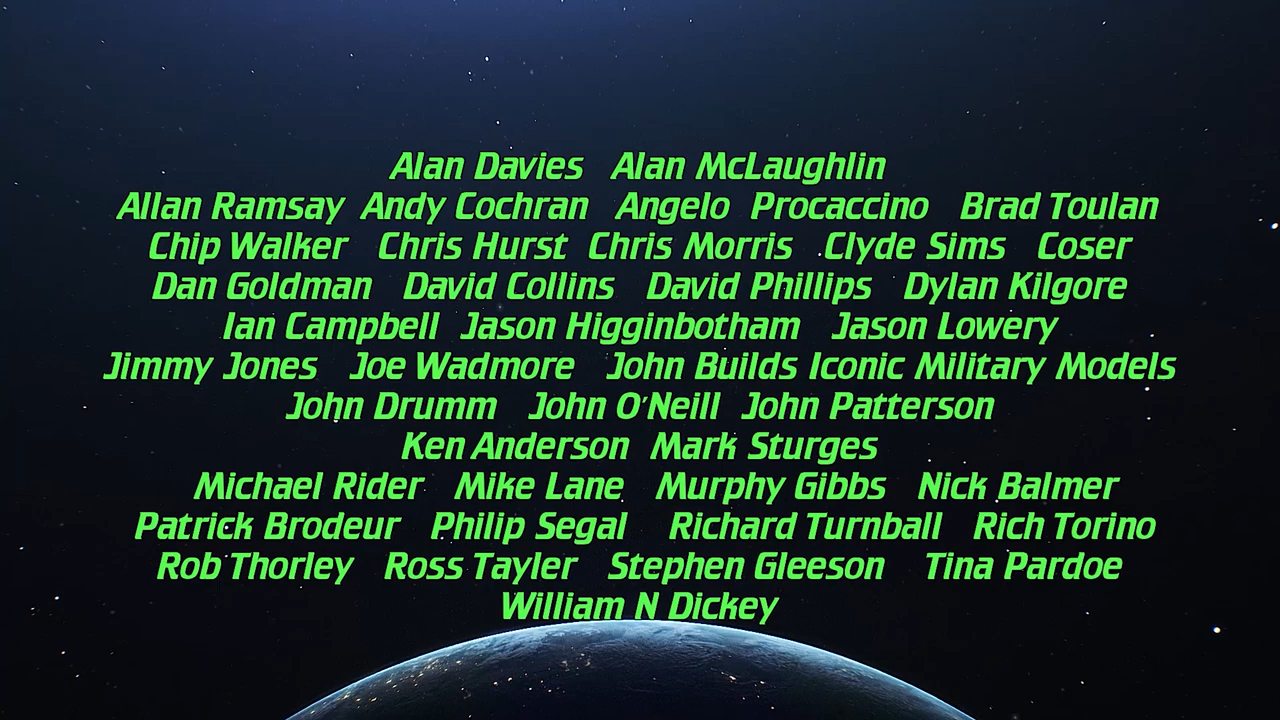 Alan Davies Alan McLaughlin
Allan Ramsay Andy Cochran Angelo Procaccino Brad Toulan
Chip Walker Chris Hurst Chris Morris Clyde Sims Coser
Dan Goldman David Collins David Phillips Dylan Kilgore
Ian Campbell Jason Higginbotham Jason Lowery
Jimmy Jones Joe Wadmore John Builds Iconic Military Models
John Drumm John O'Neill John Patterson
Ken Anderson Mark Sturges
Michael Rider Mike Lane Murphy Gibbs Nick Balmer
Patrick Brodeur Philip Segal Richard Turnball Rich Torino
Rob Thorley Ross Tayler Stephen Gleeson Tina Pardoe
William N Dickey